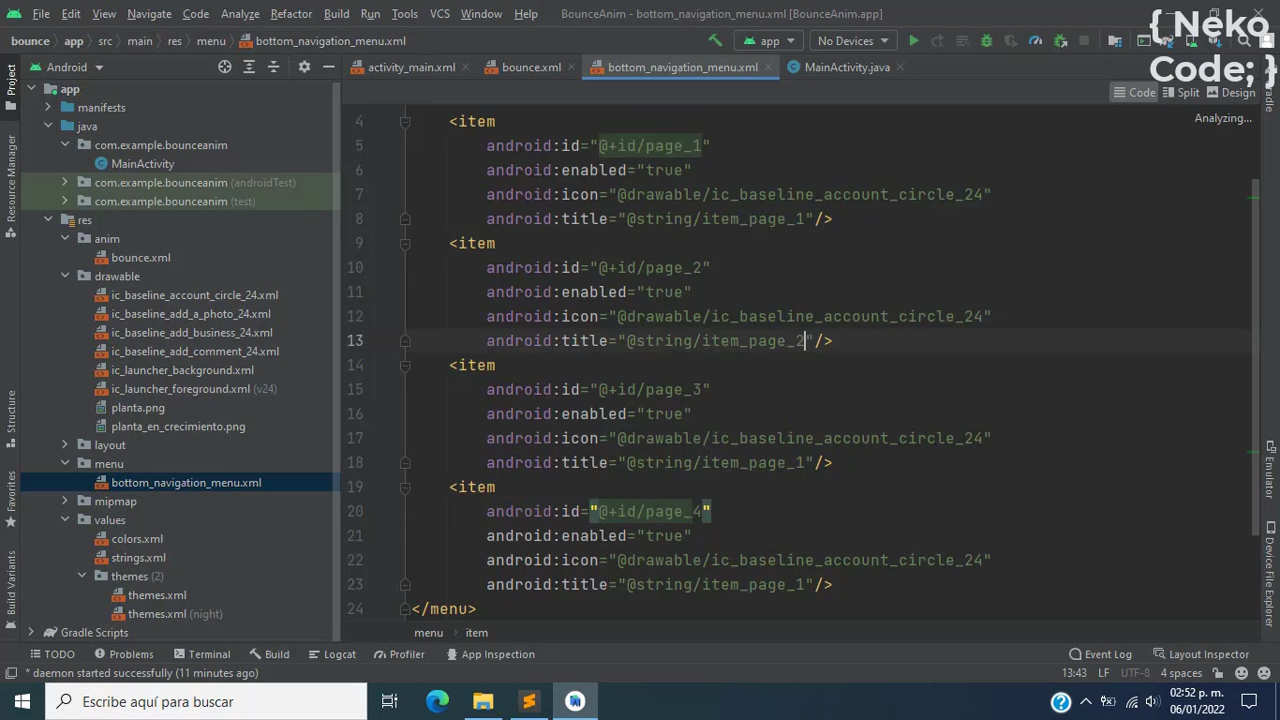 File Edit View Navigate Code Analyze Refactor Build Run Tools VCS Window Help BounceAnim - bottom_navigation_menu.xml [BounceAnim.app]
{ Neko
Code; }
bounce app src main res menu bottom_navigation_menu.xml app No Devices
Android activity_main.xml bounce.xml bottom_navigation_menu.xml MainActivity.java
Code Split Design
Analyzing...
Project
Resource Manager
Structure
Favorites
Build Variants
app
manifests
java
com.example.bounceanim
MainActivity
com.example.bounceanim (androidTest)
com.example.bounceanim (test)
res
anim
bounce.xml
drawable
ic_baseline_account_circle_24.xml
ic_baseline_add_a_photo_24.xml
ic_baseline_add_business_24.xml
ic_baseline_add_comment_24.xml
ic_launcher_background.xml
ic_launcher_foreground.xml (v24)
planta.png
planta_en_crecimiento.png
layout
menu
bottom_navigation_menu.xml
mipmap
values
colors.xml
strings.xml
themes (2)
themes.xml
themes.xml (night)
Gradle Scripts
4 <item
5 android:id="@+id/page_1"
6 android:enabled="true"
7 android:icon="@drawable/ic_baseline_account_circle_24"
8 android:title="@string/item_page_1"/>
9 <item
10 android:id="@+id/page_2"
11 android:enabled="true"
12 android:icon="@drawable/ic_baseline_account_circle_24"
13 android:title="@string/item_page_2"/>
14 <item
15 android:id="@+id/page_3"
16 android:enabled="true"
17 android:icon="@drawable/ic_baseline_account_circle_24"
18 android:title="@string/item_page_1"/>
19 <item
20 android:id="@+id/page_4"
21 android:enabled="true"
22 android:icon="@drawable/ic_baseline_account_circle_24"
23 android:title="@string/item_page_1"/>
24 </menu>
menu item
Emulator
Device File Explorer
TODO Problems Terminal Build Logcat Profiler App Inspection Event Log Layout Inspector
* daemon started successfully (11 minutes ago) 13:43 LF UTF-8 4 spaces
Escribe aquí para buscar
02:52 p. m.
06/01/2022